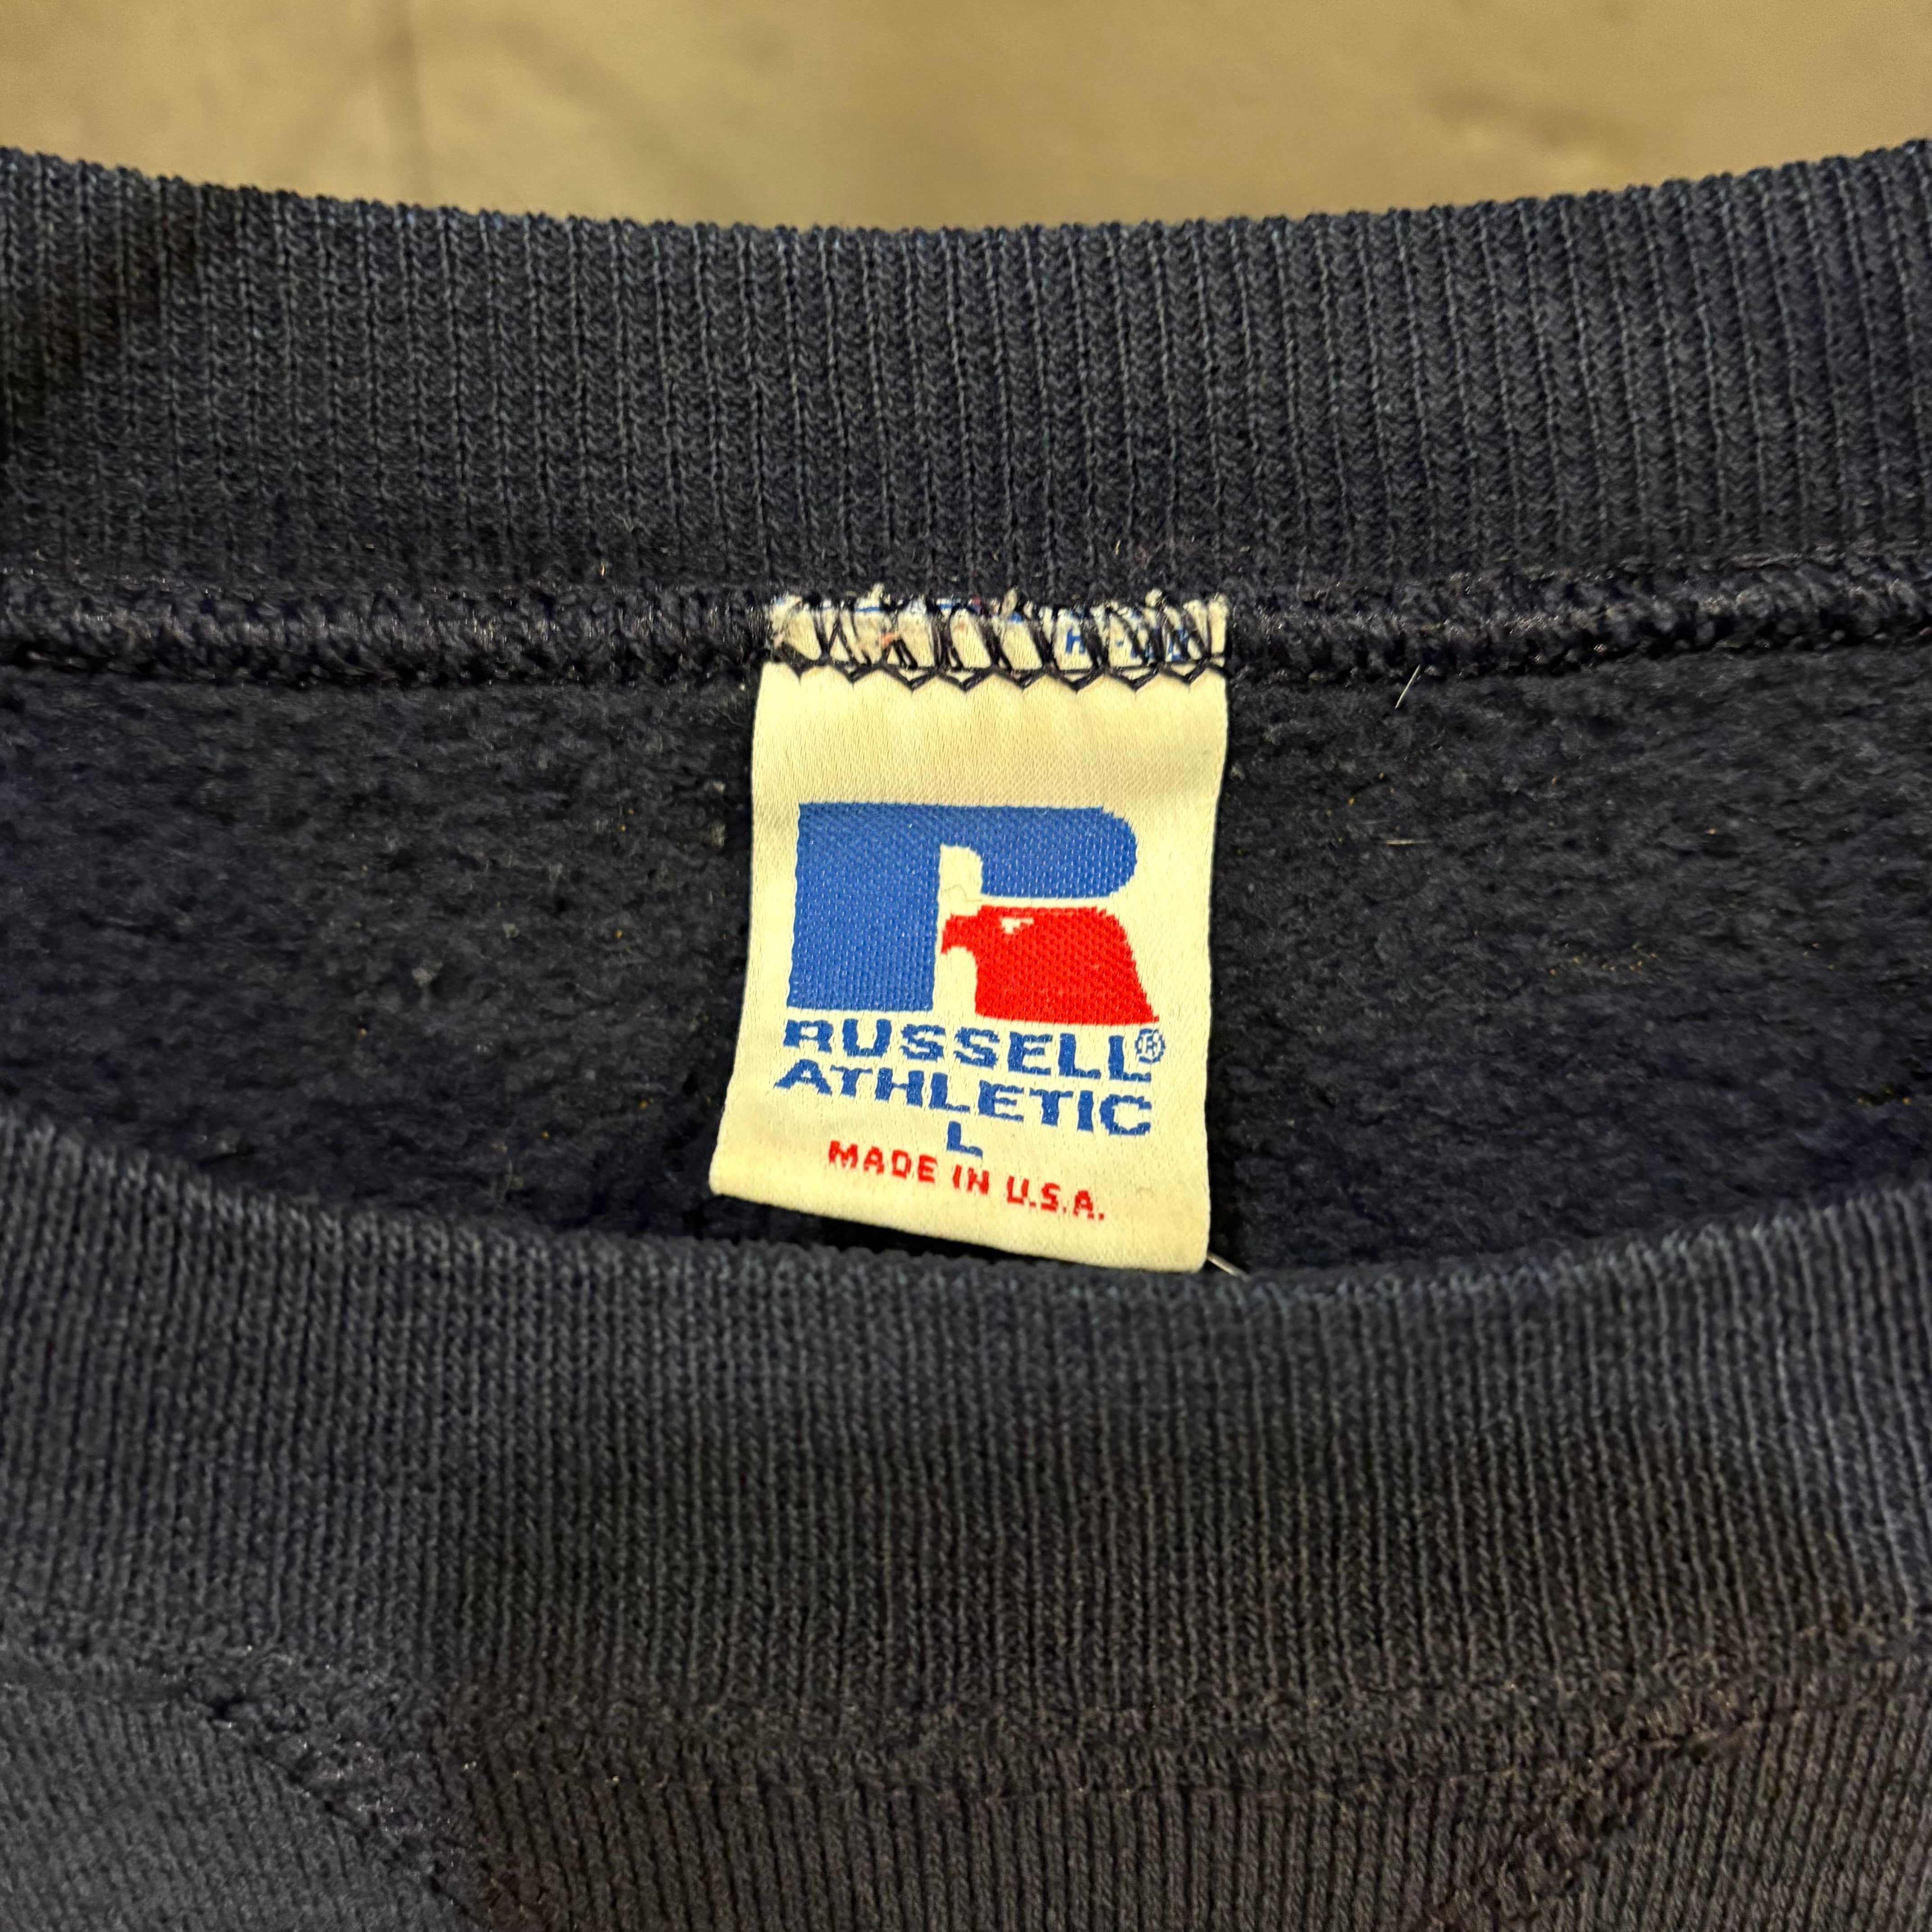 RUSSELL®
ATHLETIC
L
MADE IN U.S.A.